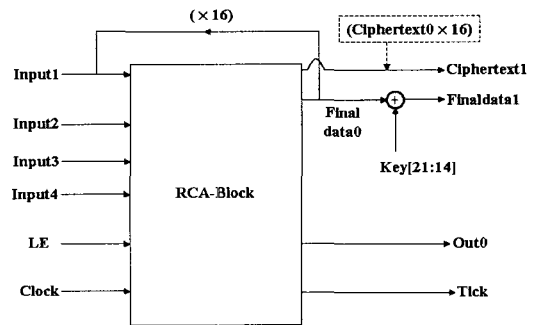 (×16)
(Ciphertext0 × 16)
Input1
Ciphertext1
Final
data0
Finaldata1
Input2
Input3
Key[21:14]
Input4
RCA-Block
LE
Out0
Clock
Tick